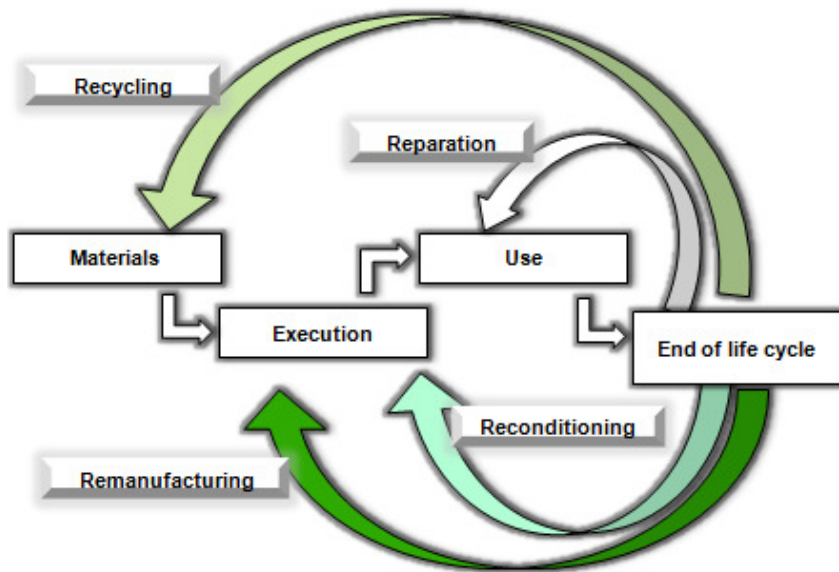 Recycling
Reparation
Materials
Use
Execution
End of life cycle
Reconditioning
Remanufacturing